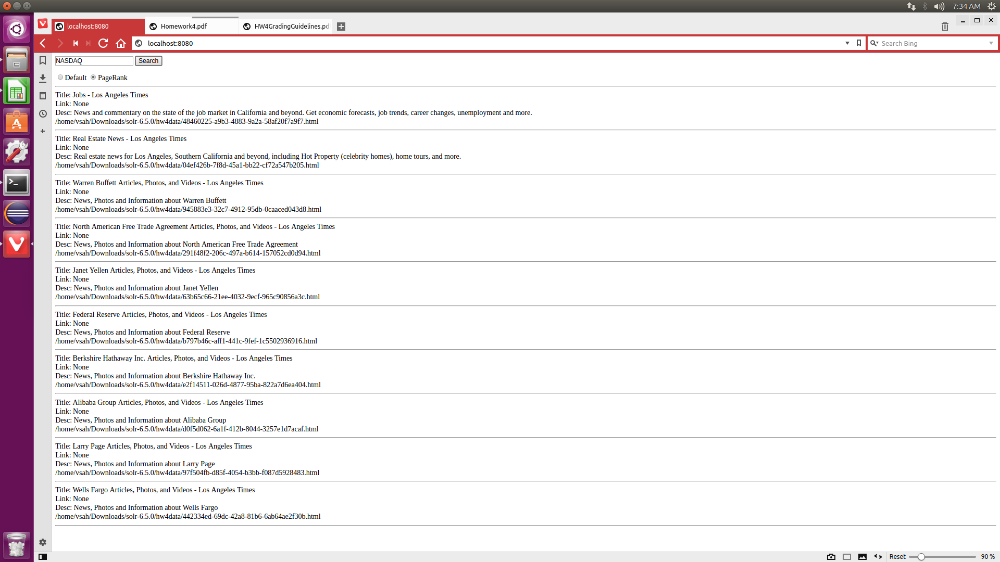 7:34 AM
localhost:8080
Homework4.pdf
HW4GradingGuidelines.pd
localhost:8080
Search Bing
NASDAQ
Search
Default PageRank
Title: Jobs - Los Angeles Times
Link: None
Desc: News and commentary on the state of the job market in California and beyond. Get economic forecasts, job trends, career changes, unemployment and more.
/home/vsah/Downloads/solr-6.5.0/hw4data/48460225-a9b3-4883-9a2a-58af20f7a9f7.html
Title: Real Estate News - Los Angeles Times
Link: None
Desc: Real estate news for Los Angeles, Southern California and beyond, including Hot Property (celebrity homes), home tours, and more.
/home/vsah/Downloads/solr-6.5.0/hw4data/04ef426b-7f8d-45a1-bb22-cf72a547b205.html
Title: Warren Buffett Articles, Photos, and Videos - Los Angeles Times
Link: None
Desc: News, Photos and Information about Warren Buffett
/home/vsah/Downloads/solr-6.5.0/hw4data/945883e3-32c7-4912-95db-0caaced043d8.html
Title: North American Free Trade Agreement Articles, Photos, and Videos - Los Angeles Times
Link: None
Desc: News, Photos and Information about North American Free Trade Agreement
/home/vsah/Downloads/solr-6.5.0/hw4data/291f48f2-206c-497a-b614-157052cd0d94.html
Title: Janet Yellen Articles, Photos, and Videos - Los Angeles Times
Link: None
Desc: News, Photos and Information about Janet Yellen
/home/vsah/Downloads/solr-6.5.0/hw4data/63b65c66-21ee-4032-9ecf-965c90856a3c.html
Title: Federal Reserve Articles, Photos, and Videos - Los Angeles Times
Link: None
Desc: News, Photos and Information about Federal Reserve
/home/vsah/Downloads/solr-6.5.0/hw4data/b797b46c-aff1-441c-9fef-1c5502936916.html
Title: Berkshire Hathaway Inc. Articles, Photos, and Videos - Los Angeles Times
Link: None
Desc: News, Photos and Information about Berkshire Hathaway Inc.
/home/vsah/Downloads/solr-6.5.0/hw4data/e2f14511-026d-4877-95ba-822a7d6ea404.html
Title: Alibaba Group Articles, Photos, and Videos - Los Angeles Times
Link: None
Desc: News, Photos and Information about Alibaba Group
/home/vsah/Downloads/solr-6.5.0/hw4data/d0f5d062-6a1f-412b-8044-3257e1d7acaf.html
Title: Larry Page Articles, Photos, and Videos - Los Angeles Times
Link: None
Desc: News, Photos and Information about Larry Page
/home/vsah/Downloads/solr-6.5.0/hw4data/97f504fb-d85f-4054-b3bb-f087d5928483.html
Title: Wells Fargo Articles, Photos, and Videos - Los Angeles Times
Link: None
Desc: News, Photos and Information about Wells Fargo
/home/vsah/Downloads/solr-6.5.0/hw4data/442334ed-69dc-42a8-81b6-6ab64ae2f30b.html
Reset
90 %